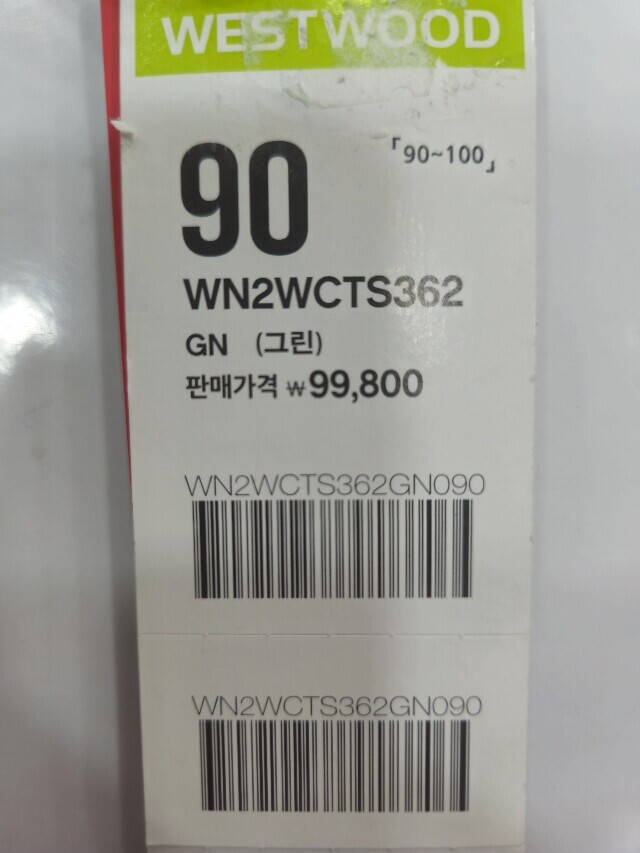 WESTWOOD
90 「90~100」
WN2WCTS362
GN (그린)
판매가격 ₩99,800
WN2WCTS362GN090
WN2WCTS362GN090